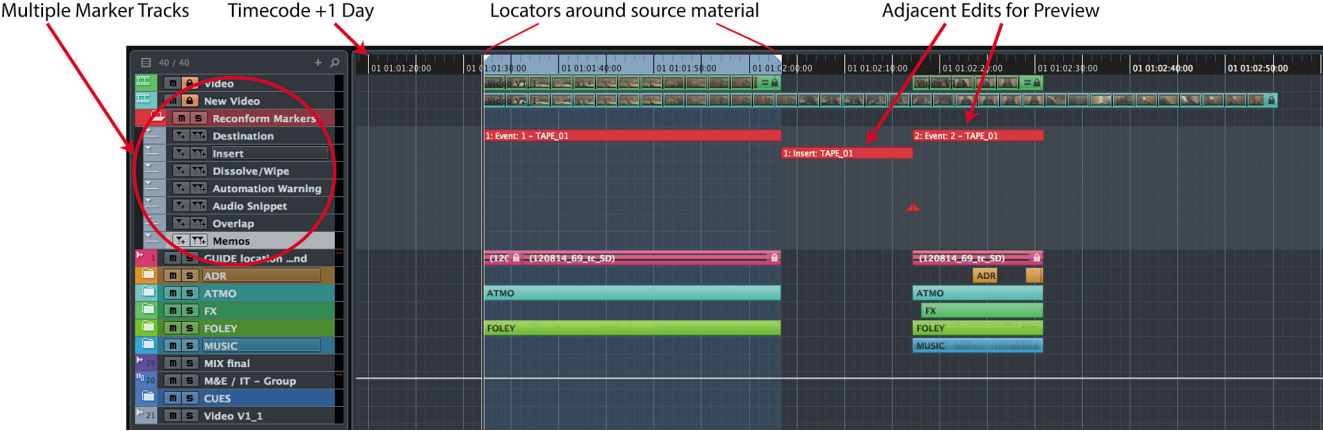 Multiple Marker Tracks
Timecode +1 Day
Locators around source material
Adjacent Edits for Preview
40 / 40
01 01:01:20:00
01 01:01:30:00
01 01:01:40:00
01 01:01:50:00
01 01:02:00:00
01 01:02:10:00
01 01:02:20:00
01 01:02:30:00
01 01:02:40:00
01 01:02:50:00
m Video
m New Video
m S Reconform Markers
Destination
1: Event: 1 - TAPE_01
2: Event: 2 - TAPE_01
Insert
1: Insert: TAPE_01
Dissolve/Wipe
Automation Warning
Audio Snippet
Overlap
Memos
1 m S GUIDE location ...nd
(120
(120814_69_tc_SD)
(120814_69_tc_SD)
m S ADR
ADR
m S ATMO
ATMO
ATMO
m S FX
FX
m S FOLEY
FOLEY
FOLEY
m S MUSIC
MUSIC
19 m S MIX final
20 m S M&E / IT - Group
m S CUES
21 m S Video V1_1